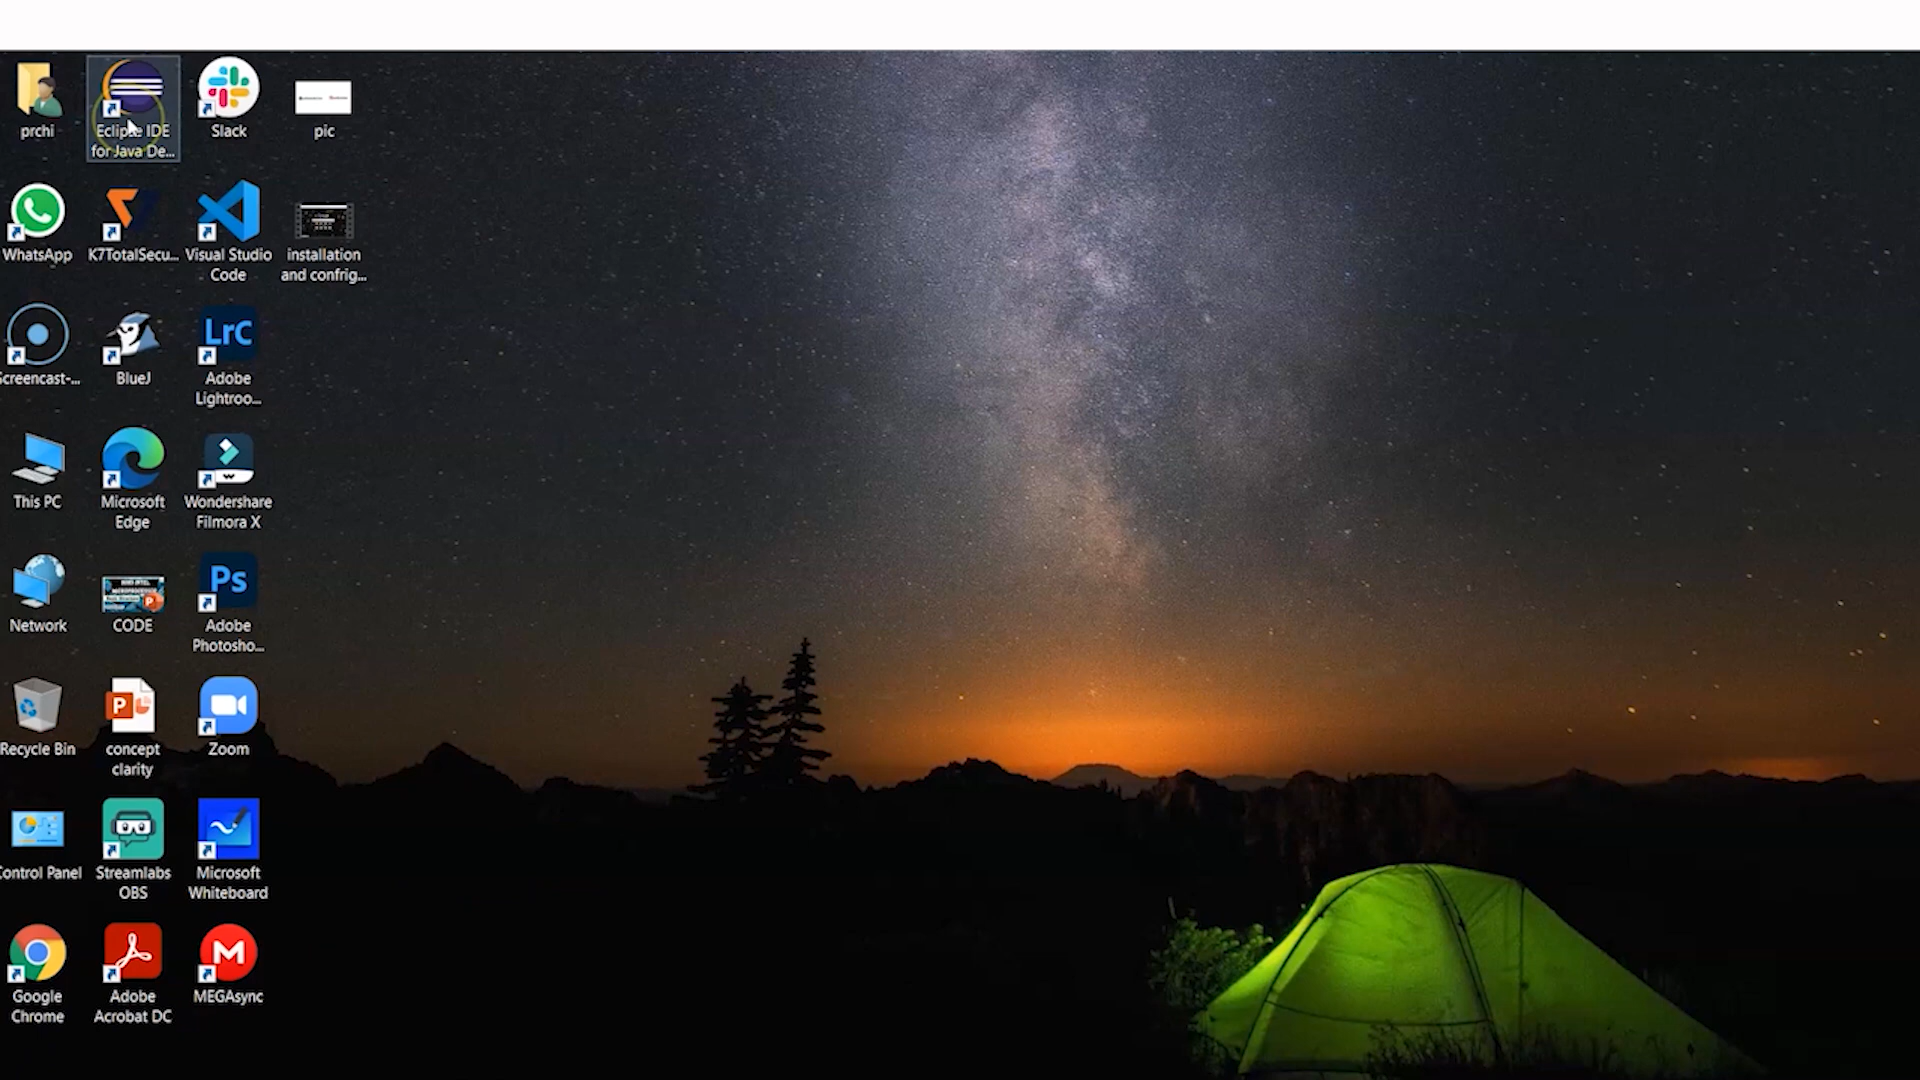 prchi
Eclipse IDE
for Java De...
Slack
pic
WhatsApp
K7TotalSecu...
Visual Studio
Code
installation
and config...
Screencast-...
BlueJ
LrC
Adobe
Lightroo...
This PC
Microsoft
Edge
Wondershare
Filmora X
Network
CODE
Ps
Adobe
Photosho...
Recycle Bin
P
concept
clarity
Zoom
Control Panel
Streamlabs
OBS
Microsoft
Whiteboard
Google
Chrome
Adobe
Acrobat DC
M
MEGAsync